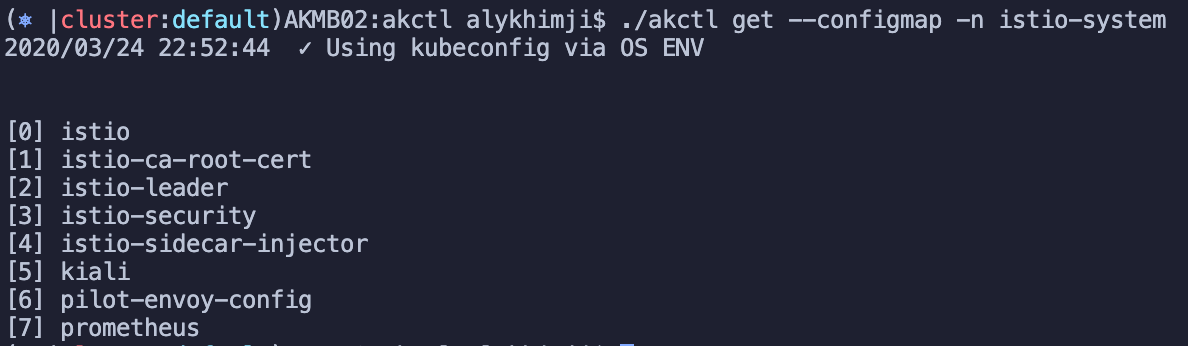 (⎈ |cluster:default)AKMB02:akctl alykhimji$ ./akctl get --configmap -n istio-system
2020/03/24 22:52:44  ✓ Using kubeconfig via OS ENV
[0] istio
[1] istio-ca-root-cert
[2] istio-leader
[3] istio-security
[4] istio-sidecar-injector
[5] kiali
[6] pilot-envoy-config
[7] prometheus